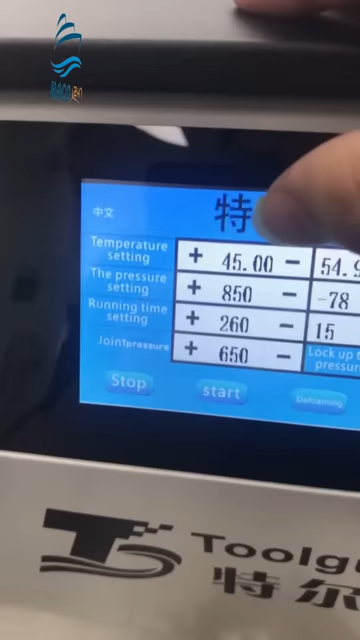 中文
特
Temperature setting + 45.00 - 54.9
The pressure setting + 850 - -78
Running time setting + 260 - 15
Jointpressure + 650 - Lock up
Stop start Defoaming
Toolg
特尔